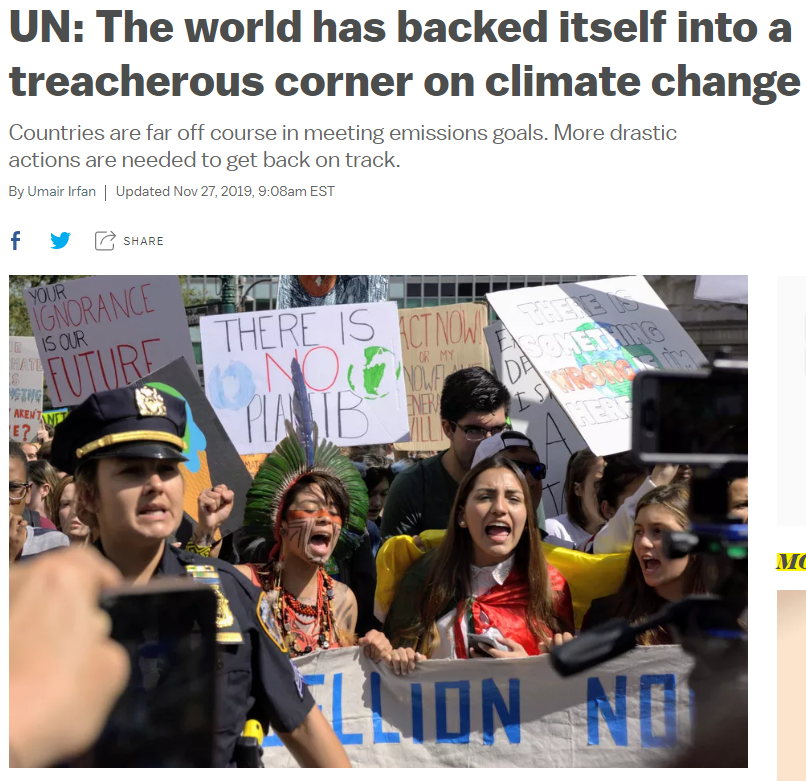 UN: The world has backed itself into a
treacherous corner on climate change
Countries are far off course in meeting emissions goals. More drastic
actions are needed to get back on track.
By Umair Irfan | Updated Nov 27, 2019, 9:08am EST
f
SHARE
YOUR
IGNORANCE
IS OUR
FUTURE
AREN'T
E?
THERE IS
NO
PLANET B
ACT NOW!
OR MY
ILL
THERE IS
SOMETHING
WRONG
HERE
ELLION NO
MO